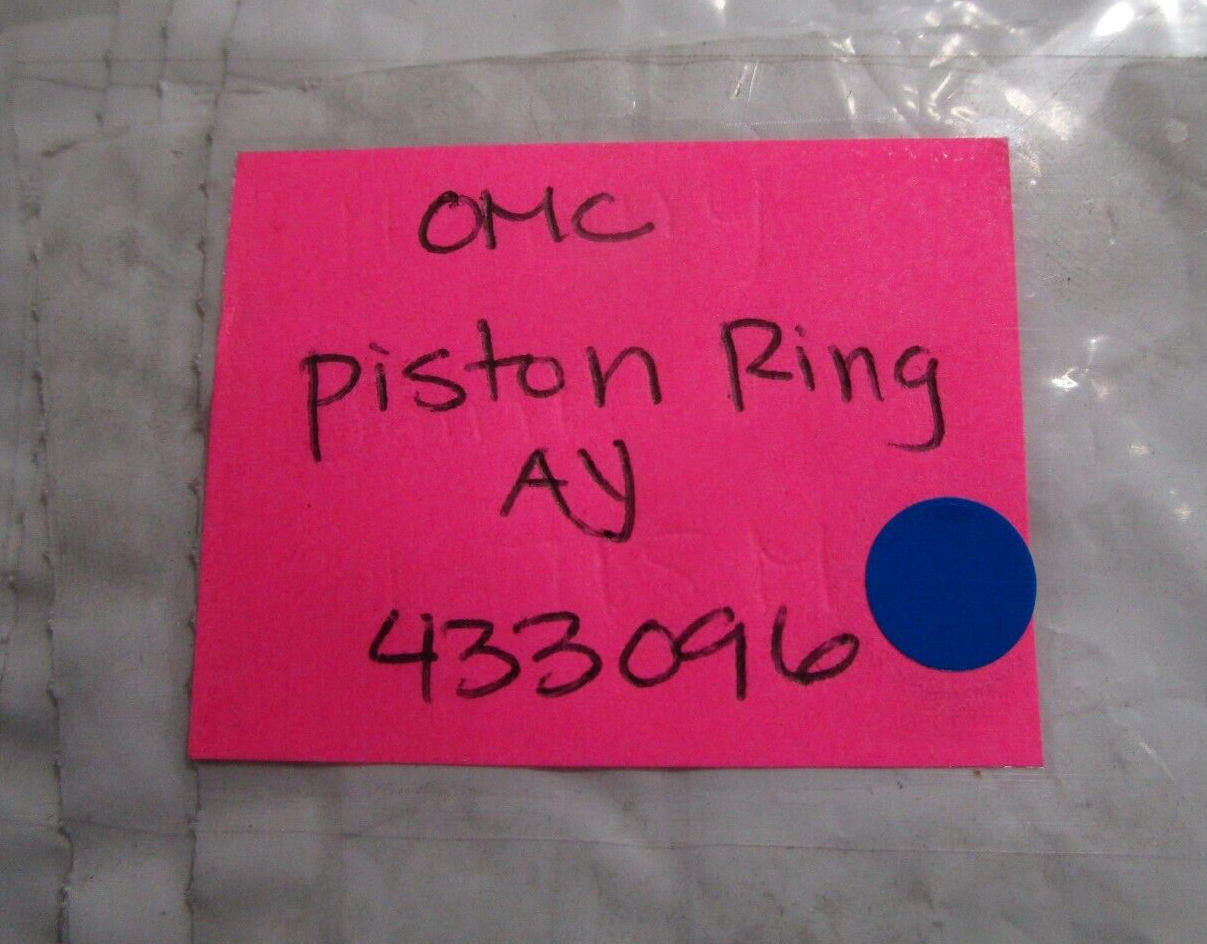 OMC
piston Ring
AY
433096